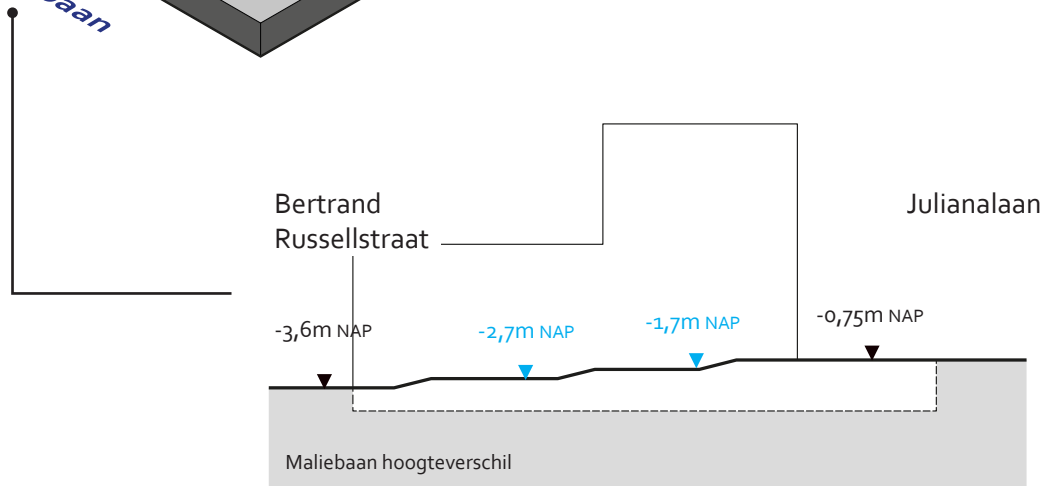 Bertrand
Russellstraat
Julianalaan
-3,6m NAP
-2,7m NAP
-1,7m NAP
-0,75m NAP
Maliebaan hoogteverschil